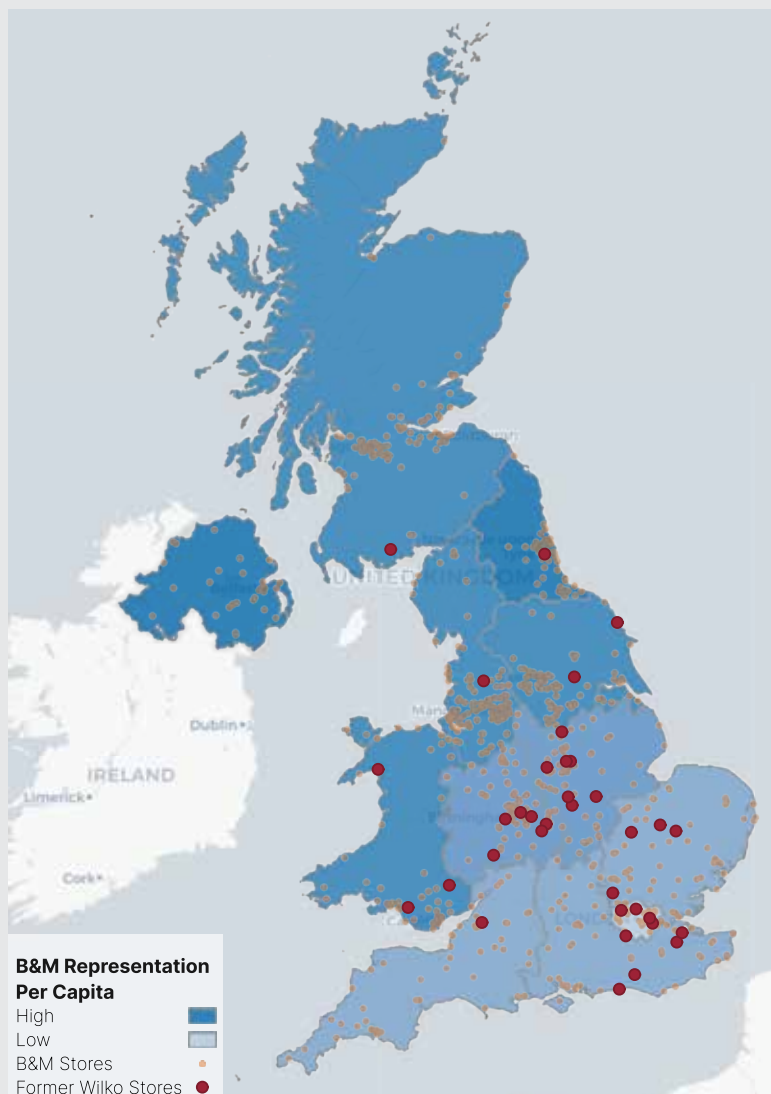 UNITED KINGDOM
Dublin
IRELAND
Limerick
Cork
B&M Representation
Per Capita
High
Low
B&M Stores
Former Wilko Stores